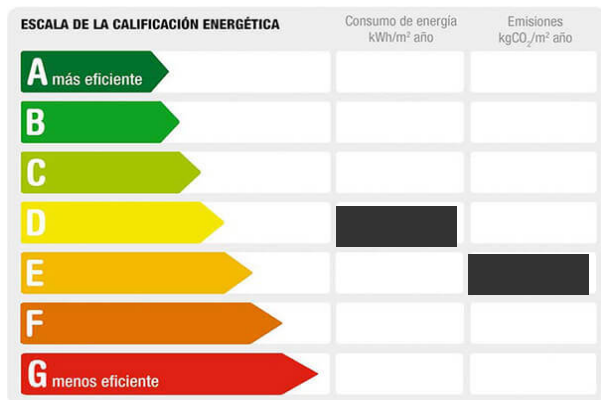 ESCALA DE LA CALIFICACIÓN ENERGÉTICA
Consumo de energía
kWh/m² año
Emisiones
kgCO₂/m² año
A más eficiente
B
C
D
E
F
G menos eficiente